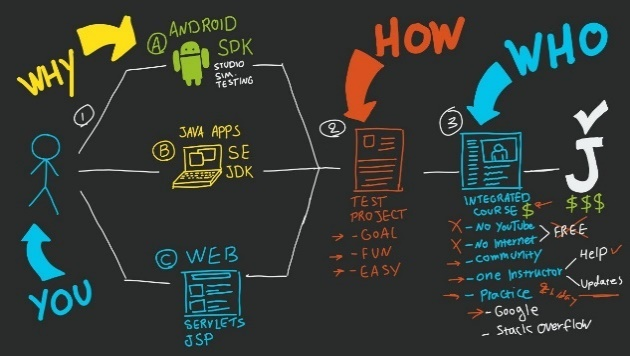 WHY
A
ANDROID
SDK
STUDIO
SIM.
TESTING
HOW
WHO
1
JAVA APPS
B
SE
JDK
2
3
J
$$$
YOU
C
WEB
SERVLETS
JSP
TEST
PROJECT
- GOAL
- FUN
- EASY
INTEGRATED
COURSE $
X - No YouTube
X - No Internet
FREE
- Community
- one Instructor
HELP
Updates
- Practice
- Google
- Stack overflow